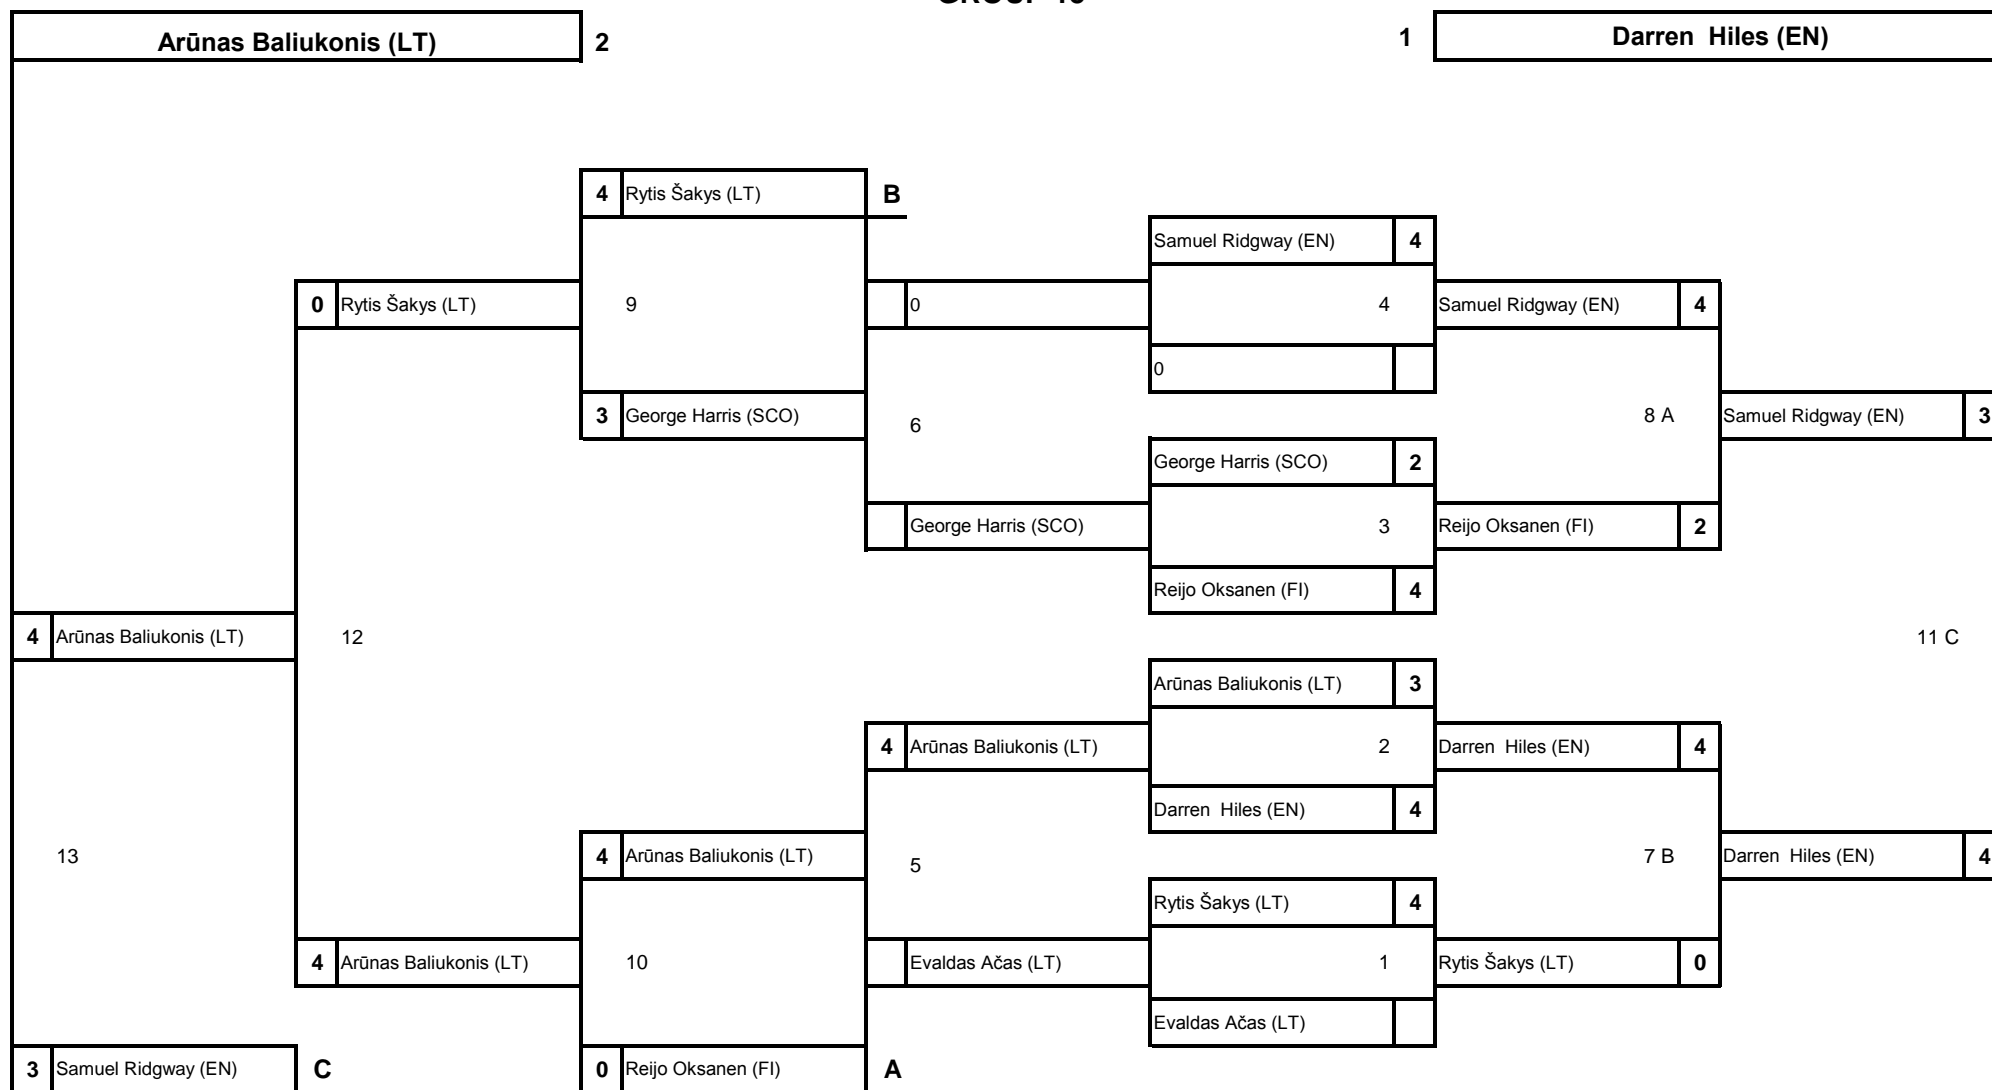 Arūnas Baliukonis (LT) 2 1 Darren Hiles (EN)
4 Rytis Šakys (LT) B
Samuel Ridgway (EN) 4
0 Rytis Šakys (LT) 9 0 4 Samuel Ridgway (EN) 4
0
3 George Harris (SCO) 6 8 A Samuel Ridgway (EN) 3
George Harris (SCO) 2
George Harris (SCO) 3 Reijo Oksanen (FI) 2
Reijo Oksanen (FI) 4
4 Arūnas Baliukonis (LT) 12 11 C
Arūnas Baliukonis (LT) 3
4 Arūnas Baliukonis (LT) 2 Darren Hiles (EN) 4
Darren Hiles (EN) 4
13 4 Arūnas Baliukonis (LT) 5 7 B Darren Hiles (EN) 4
Rytis Šakys (LT) 4
4 Arūnas Baliukonis (LT) 10 Evaldas Ačas (LT) 1 Rytis Šakys (LT) 0
Evaldas Ačas (LT)
3 Samuel Ridgway (EN) C 0 Reijo Oksanen (FI) A